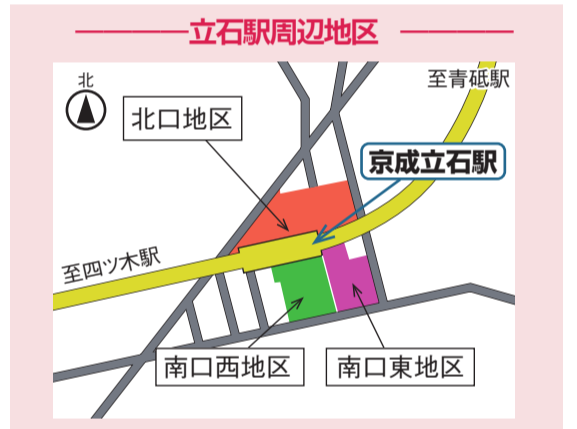 立石駅周辺地区
北
至青砥駅
北口地区
京成立石駅
至四ツ木駅
南口西地区
南口東地区